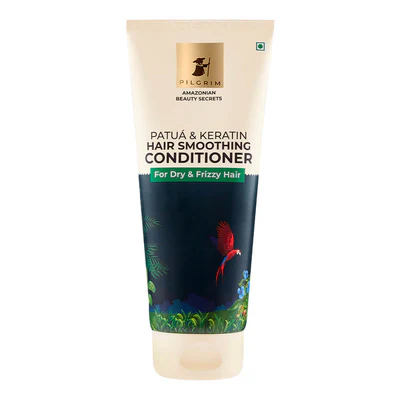 PILGRIM
AMAZONIAN
BEAUTY SECRETS
PATUÁ & KERATIN
HAIR SMOOTHING
CONDITIONER
For Dry & Frizzy Hair